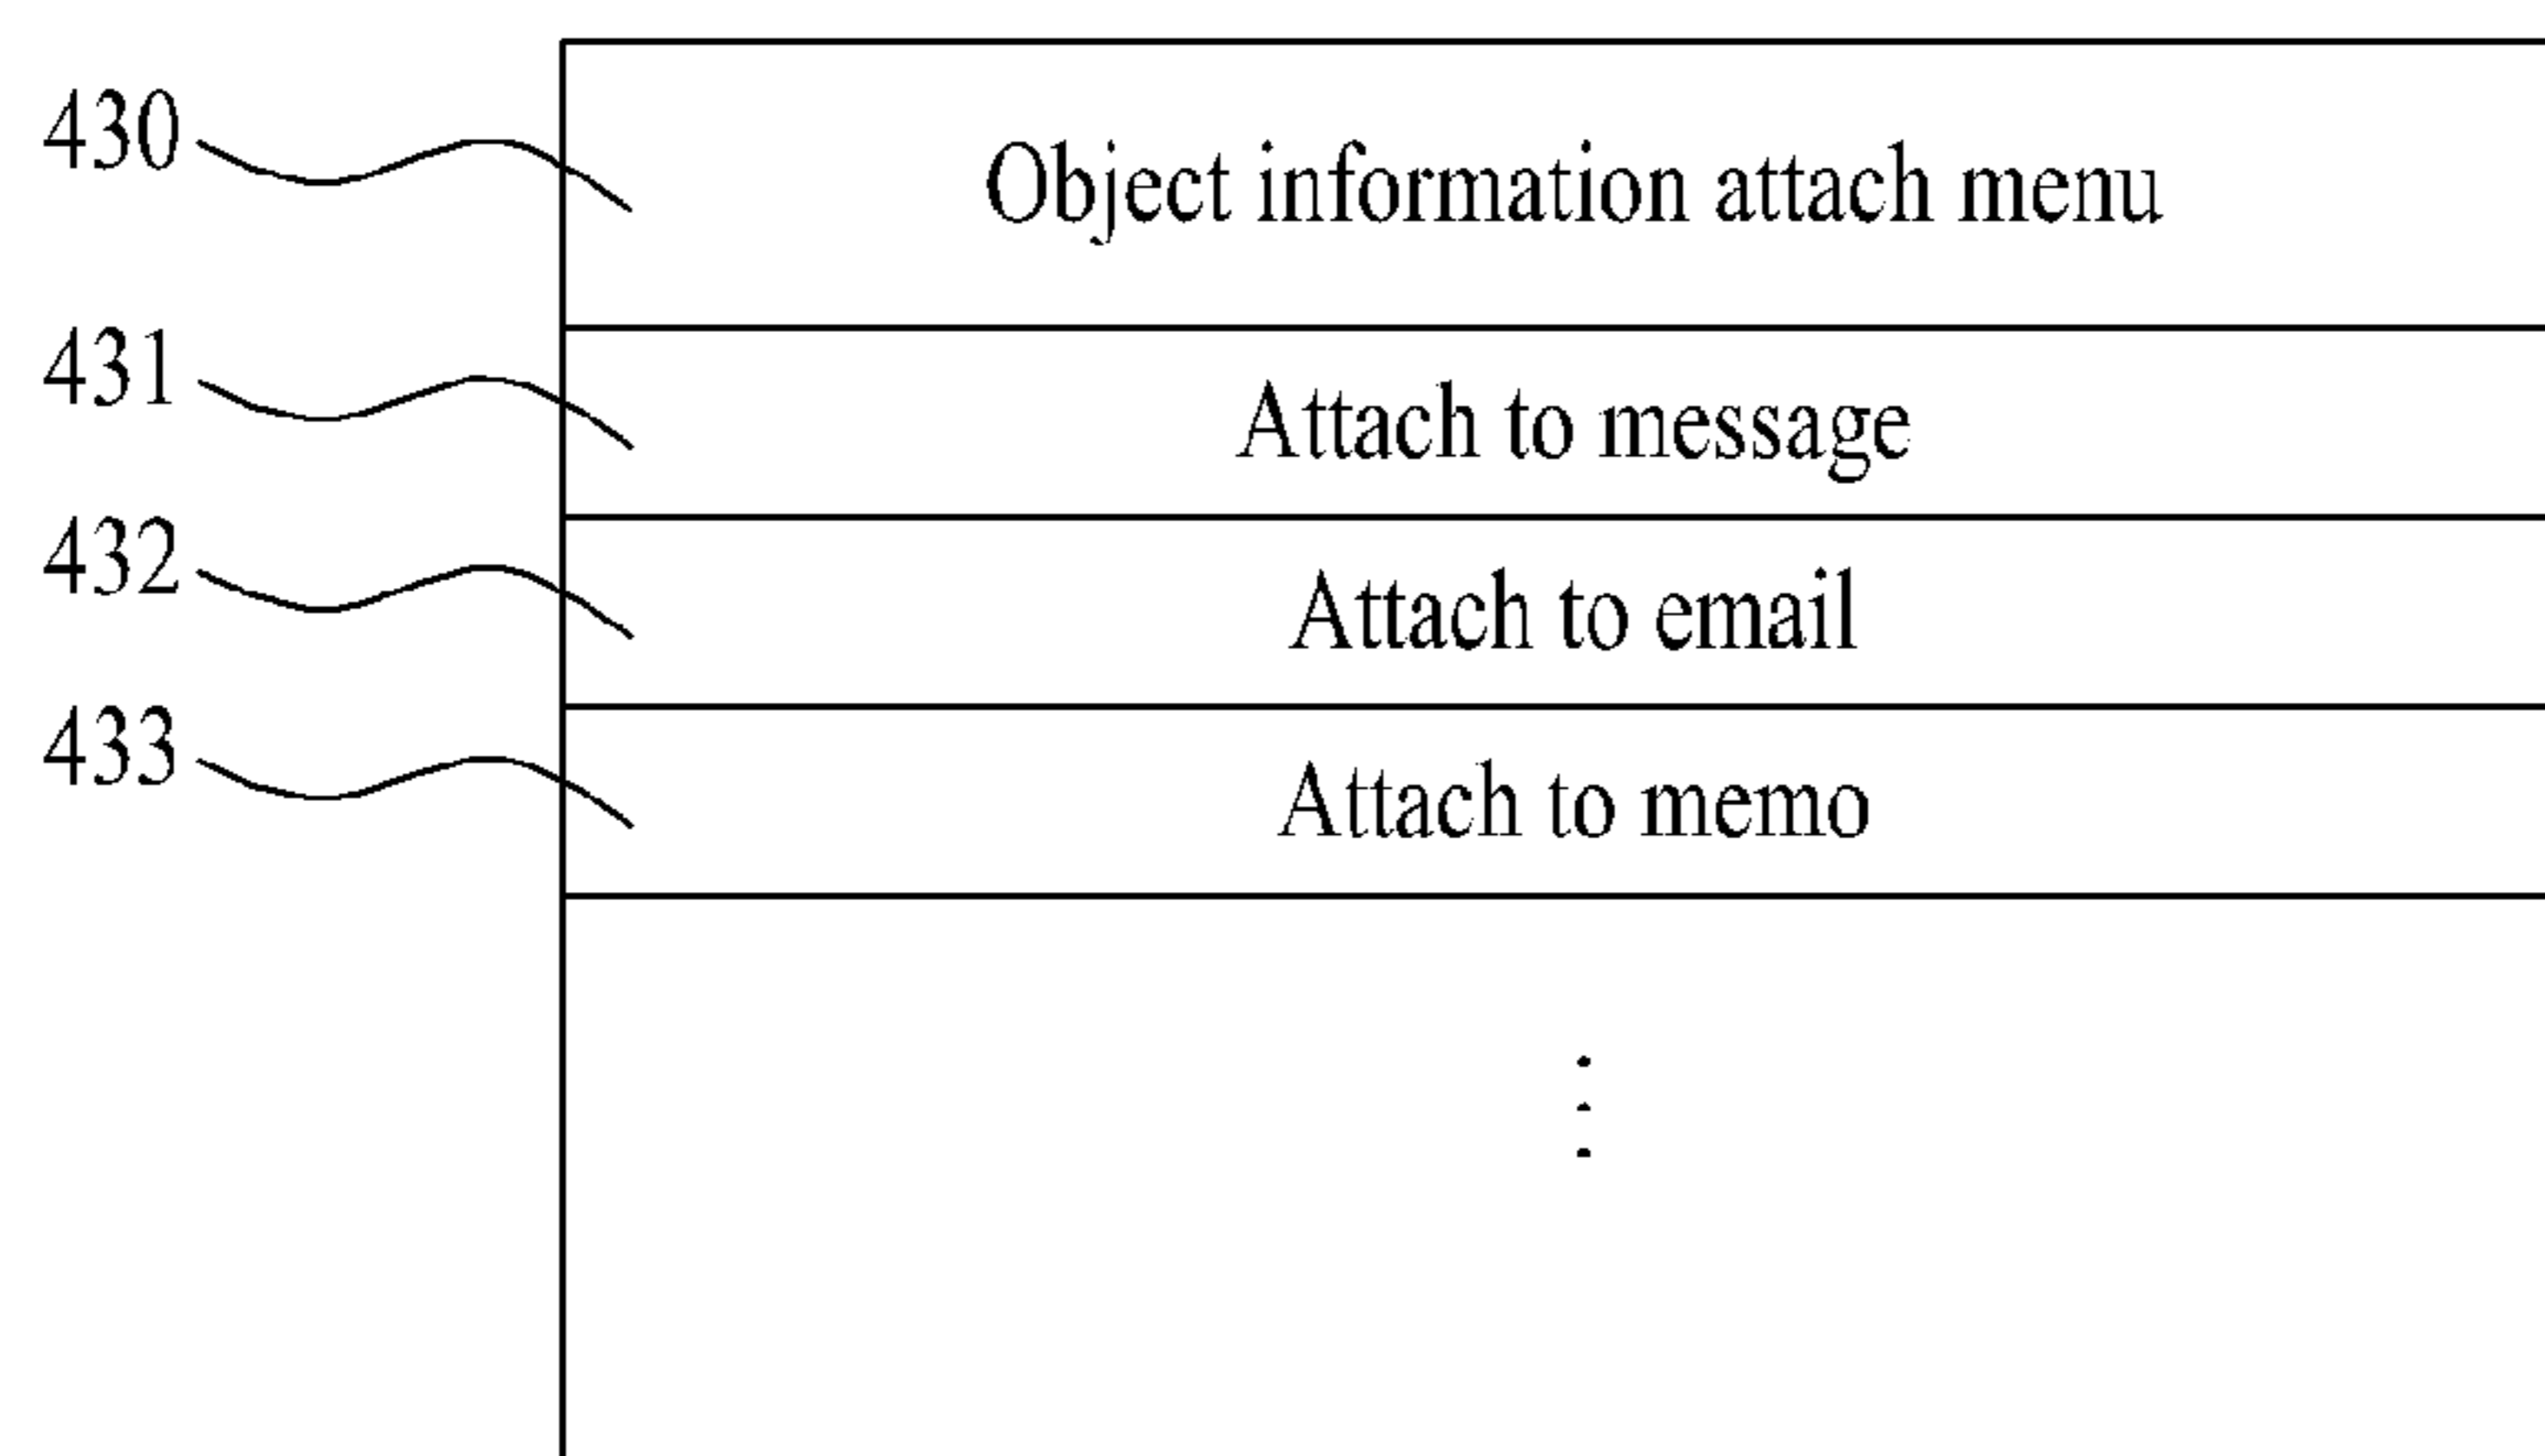 430 Object information attach menu
431 Attach to message
432 Attach to email
433 Attach to memo